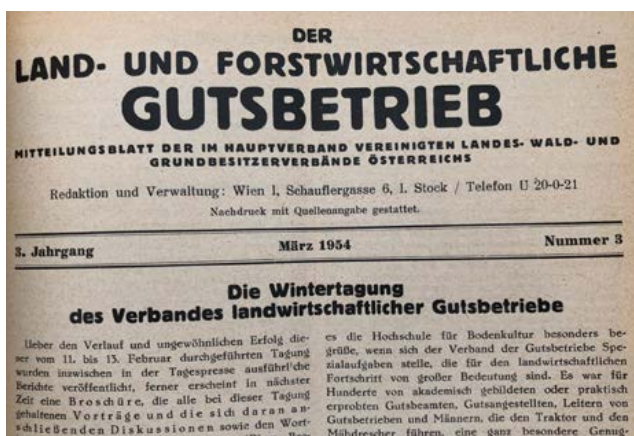 DER
LAND- UND FORSTWIRTSCHAFTLICHE
GUTSBETRIEB
MITTEILUNGSBLATT DER IM HAUPTVERBAND VEREINIGTEN LANDES- WALD- UND
GRUNDBESITZERVERBÄNDE ÖSTERREICHS
Redaktion und Verwaltung: Wien I, Schauflergasse 6, I. Stock / Telefon U 20-0-21
Nachdruck mit Quellenangabe gestattet.
3. Jahrgang März 1954 Nummer 3
Die Wintertagung
des Verbandes landwirtschaftlicher Gutsbetriebe
Ueber den Verlauf und ungewöhnlichen Erfolg die-
ser vom 11. bis 13. Februar durchgeführten Tagung
wurden inzwischen in der Tagespresse ausführliche
Berichte veröffentlicht, ferner erscheint in nächster
Zeit eine Broschüre, die alle bei dieser Tagung
gehaltenen Vorträge und die sich daran an-
schließenden Diskussionen sowie den Wort-
es die Hochschule für Bodenkultur besonders be-
grüße, wenn sich der Verband der Gutsbetriebe Spe-
zialaufgaben stelle, die für den landwirtschaftlichen
Fortschritt von großer Bedeutung sind. Es war für
Hunderte von akademisch gebildeten oder praktisch
erprobten Gutsbeamten, Gutsangestellten, Leitern von
Gutsbetrieben und Männern, die den Traktor und den
Mähdrescher führen, eine ganz besondere Genug-